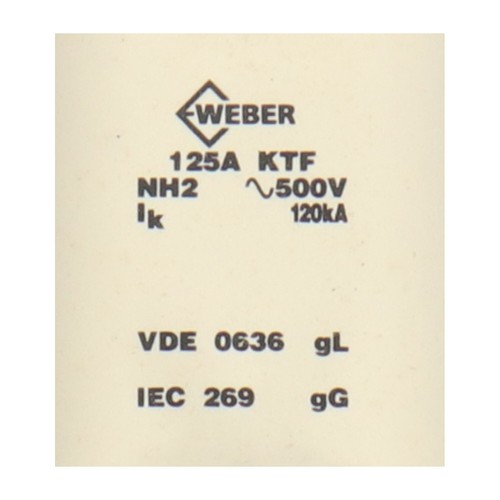 WEBER
125A KTF
NH2 ∿500V
Ik 120kA
VDE 0636 gL
IEC 269 gG